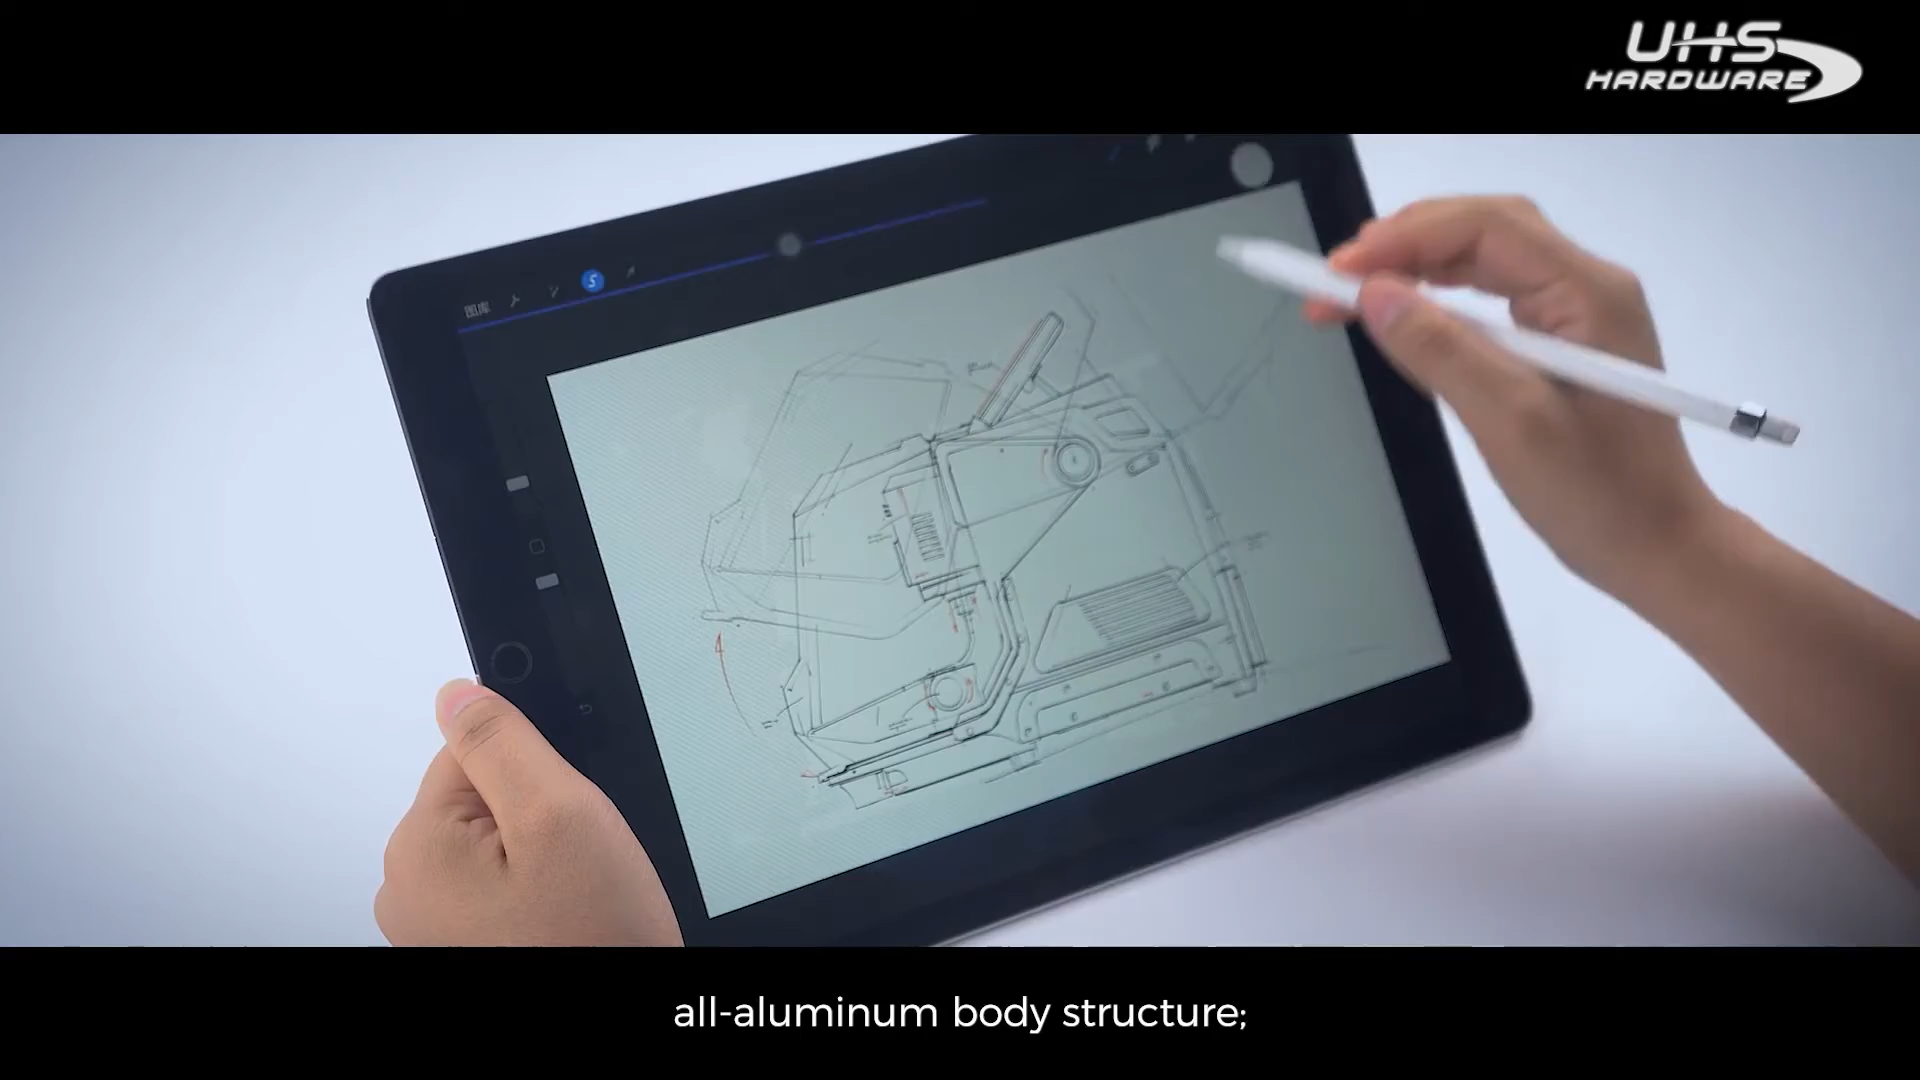 UHS
HARDWARE
图库
S
all-aluminum body structure;